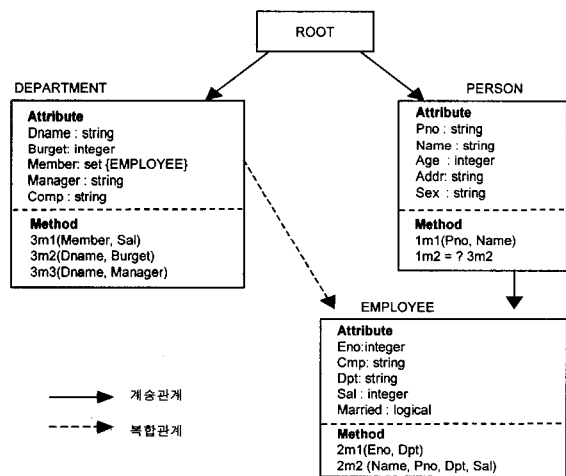 ROOT
DEPARTMENT
Attribute
Dname : string
Burget: integer
Member: set {EMPLOYEE}
Manager : string
Comp : string
Method
3m1(Member, Sal)
3m2(Dname, Burget)
3m3(Dname, Manager)
PERSON
Attribute
Pno : string
Name : string
Age : integer
Addr: string
Sex : string
Method
1m1(Pno, Name)
1m2 = ? 3m2
EMPLOYEE
Attribute
Eno:integer
Cmp: string
Dpt: string
Sal : integer
Married : logical
Method
2m1(Eno, Dpt)
2m2 (Name, Pno, Dpt, Sal)
계승관계
복합관계